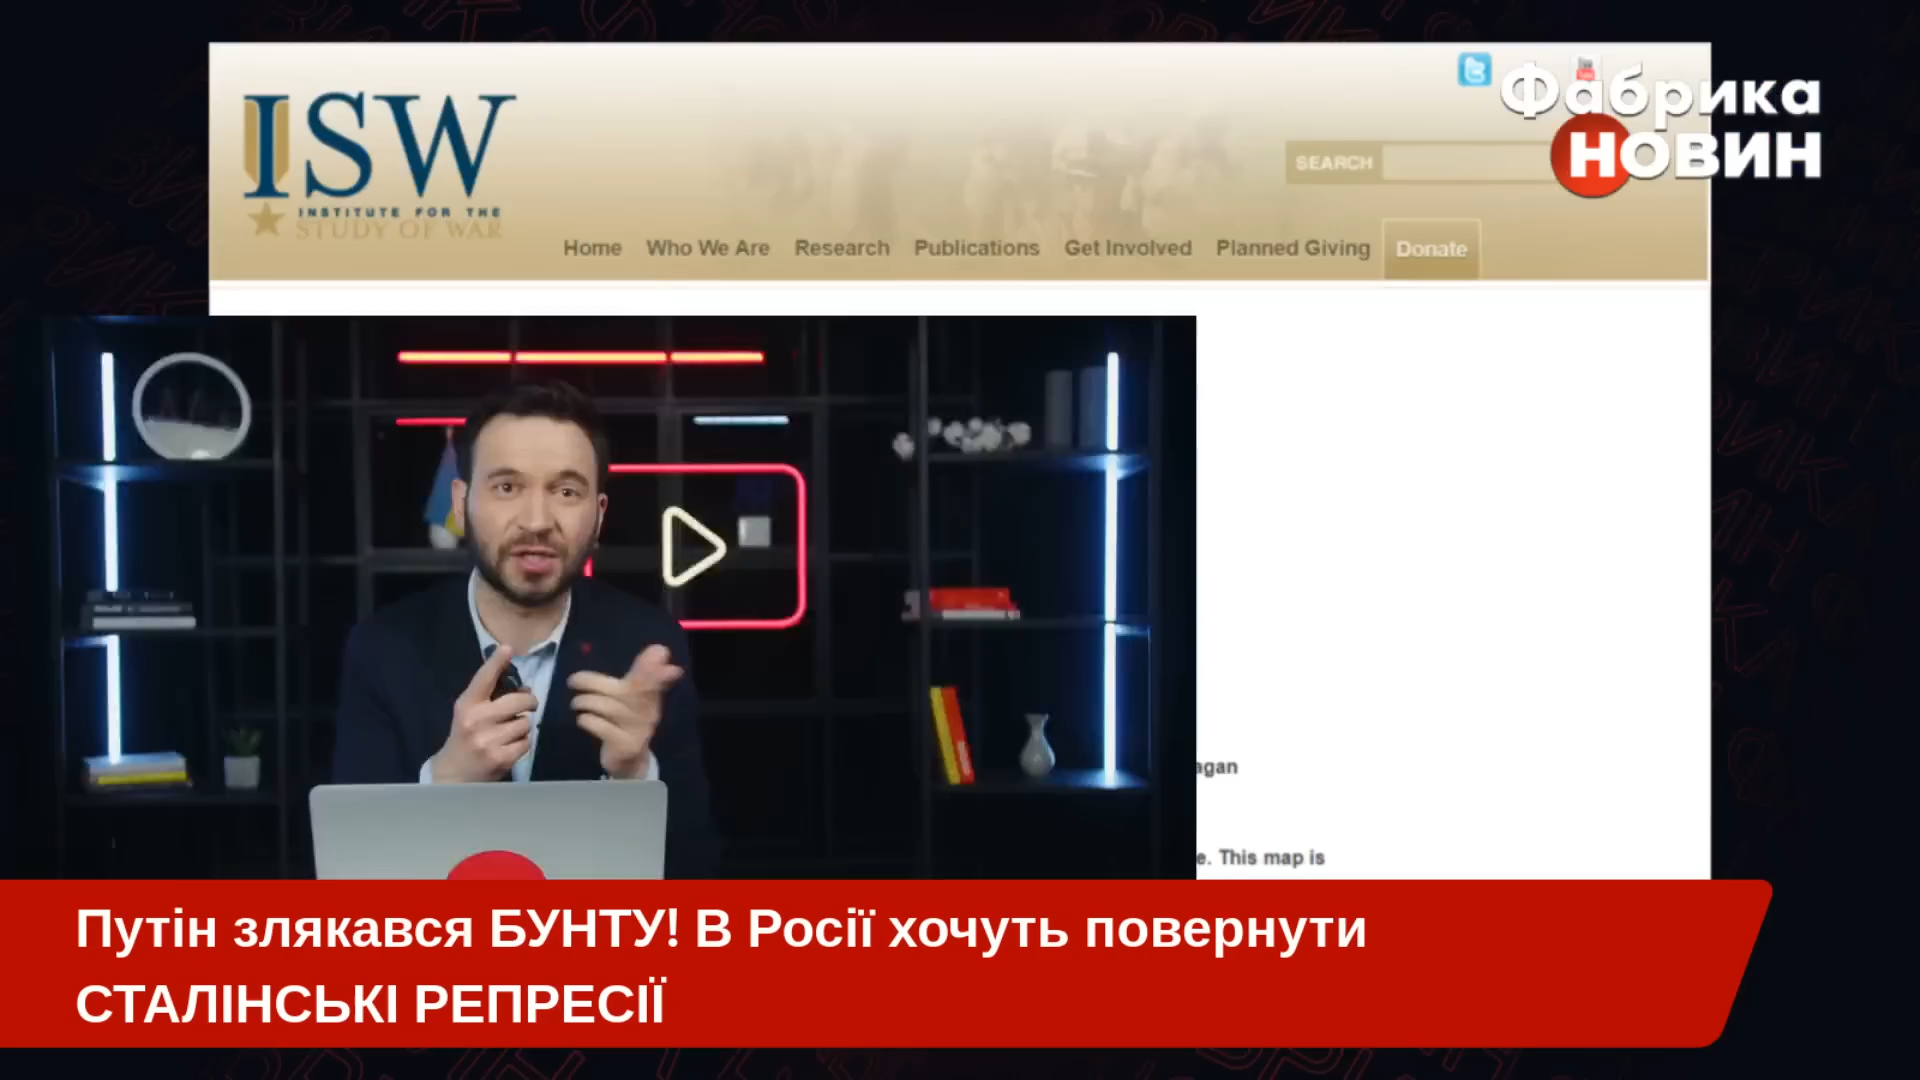 ISW
INSTITUTE FOR THE
STUDY OF WAR
Фабрика
НОВИН
SEARCH
Home Who We Are Research Publications Get Involved Planned Giving Donate
agan
e. This map is
Путін злякався БУНТУ! В Росії хочуть повернути
СТАЛІНСЬКІ РЕПРЕСІЇ